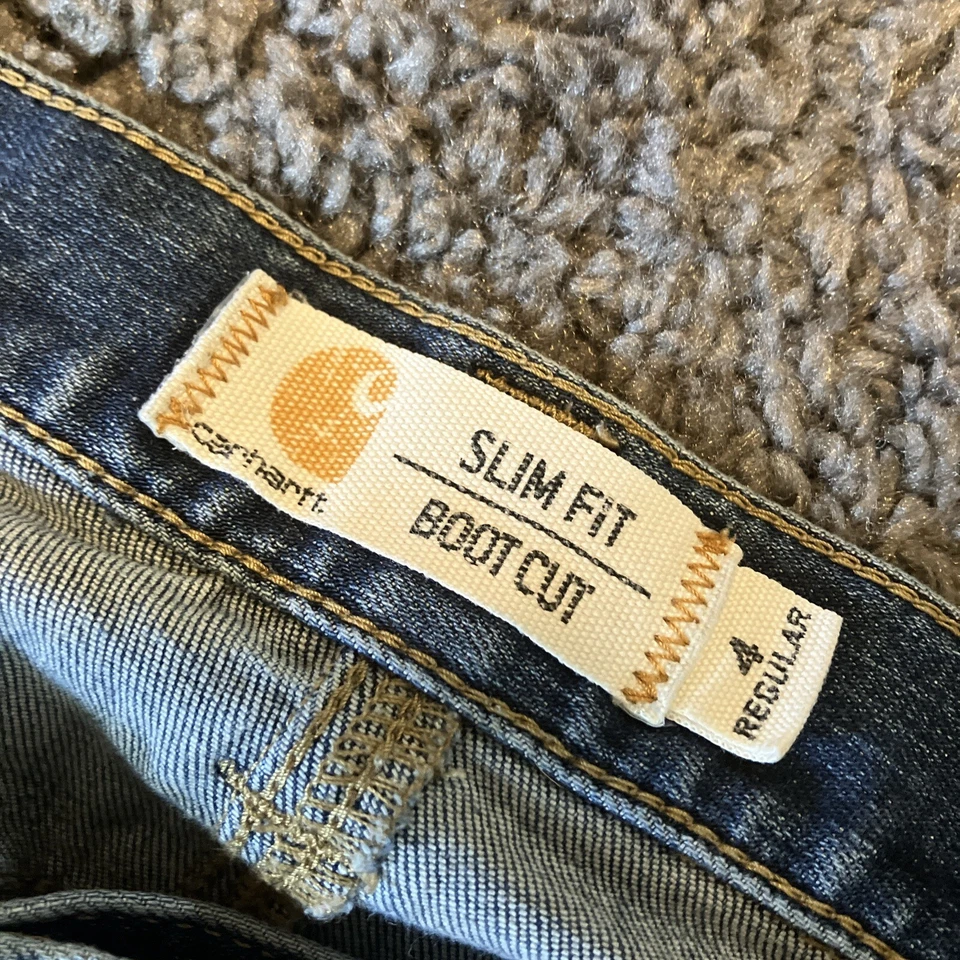 carhartt
SLIM FIT
BOOT CUT
4
REGULAR